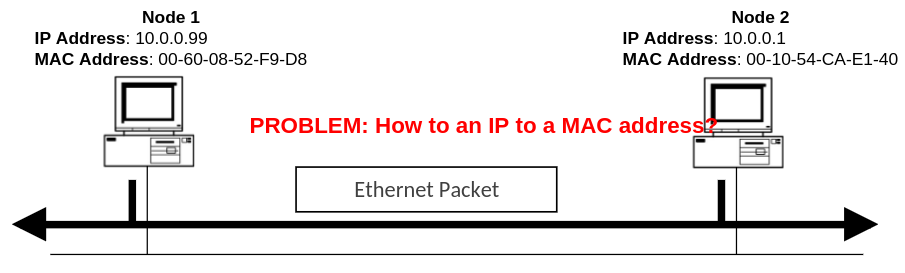 Node 1
IP Address: 10.0.0.99
MAC Address: 00-60-08-52-F9-D8
Node 2
IP Address: 10.0.0.1
MAC Address: 00-10-54-CA-E1-40
PROBLEM: How to an IP to a MAC address?
Ethernet Packet